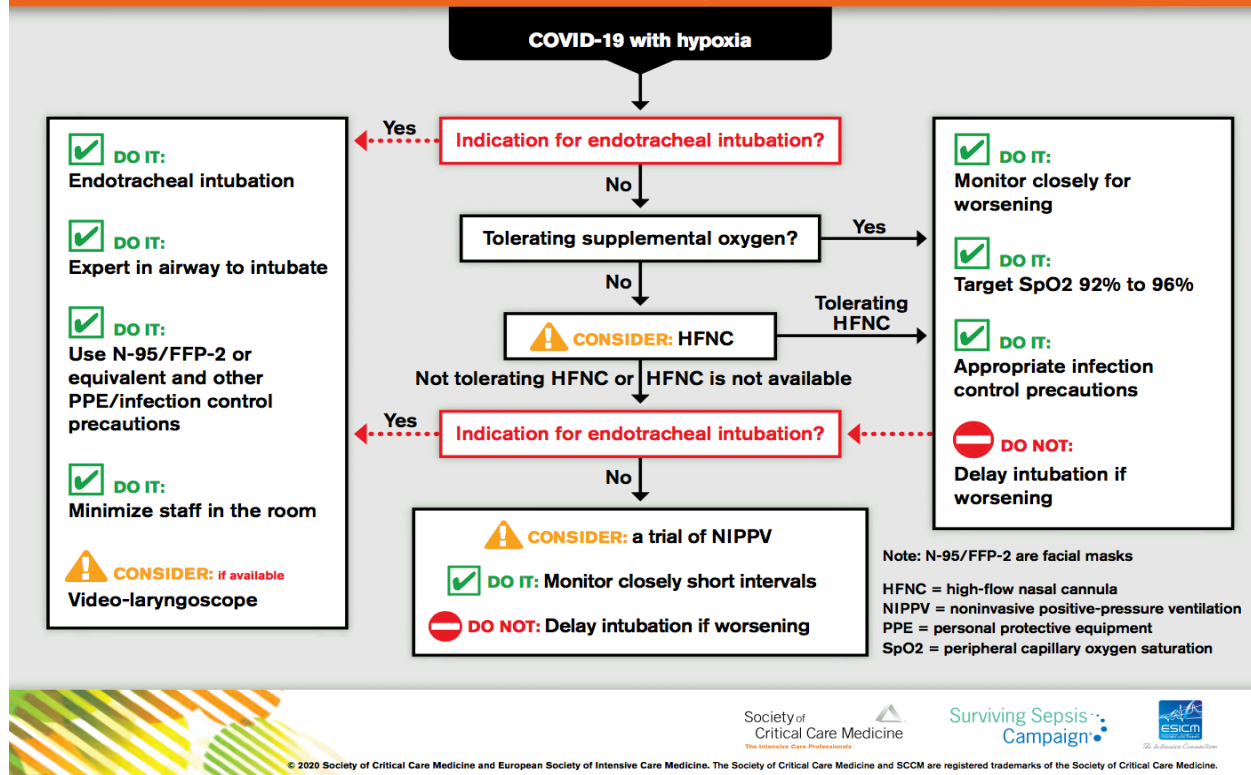 COVID-19 with hypoxia
Indication for endotracheal intubation?
Yes
No
✔ DO IT:
Endotracheal intubation
✔ DO IT:
Expert in airway to intubate
✔ DO IT:
Use N-95/FFP-2 or
equivalent and other
PPE/infection control
precautions
✔ DO IT:
Minimize staff in the room
CONSIDER: if available
Video-laryngoscope
Tolerating supplemental oxygen?
Yes
No
CONSIDER: HFNC
Tolerating
HFNC
Not tolerating HFNC or HFNC is not available
Indication for endotracheal intubation?
Yes
No
CONSIDER: a trial of NIPPV
✔ DO IT: Monitor closely short intervals
DO NOT: Delay intubation if worsening
✔ DO IT:
Monitor closely for
worsening
✔ DO IT:
Target SpO2 92% to 96%
✔ DO IT:
Appropriate infection
control precautions
DO NOT:
Delay intubation if
worsening
Note: N-95/FFP-2 are facial masks
HFNC = high-flow nasal cannula
NIPPV = noninvasive positive-pressure ventilation
PPE = personal protective equipment
SpO2 = peripheral capillary oxygen saturation
Society of
Critical Care Medicine
The Intensive Care Professionals
Surviving Sepsis
Campaign
ESICM
The Intensive Connection
© 2020 Society of Critical Care Medicine and European Society of Intensive Care Medicine. The Society of Critical Care Medicine and SCCM are registered trademarks of the Society of Critical Care Medicine.